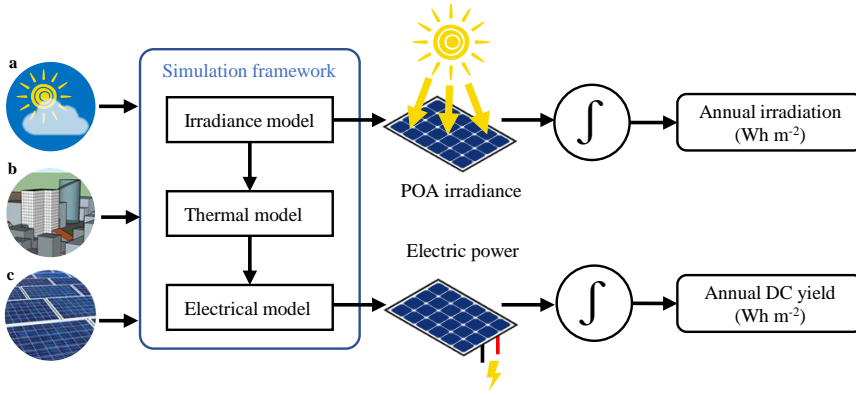 a
Simulation framework
Irradiance model
∫
Annual irradiation
(Wh m⁻²)
b
POA irradiance
Thermal model
Electric power
c
Electrical model
∫
Annual DC yield
(Wh m⁻²)